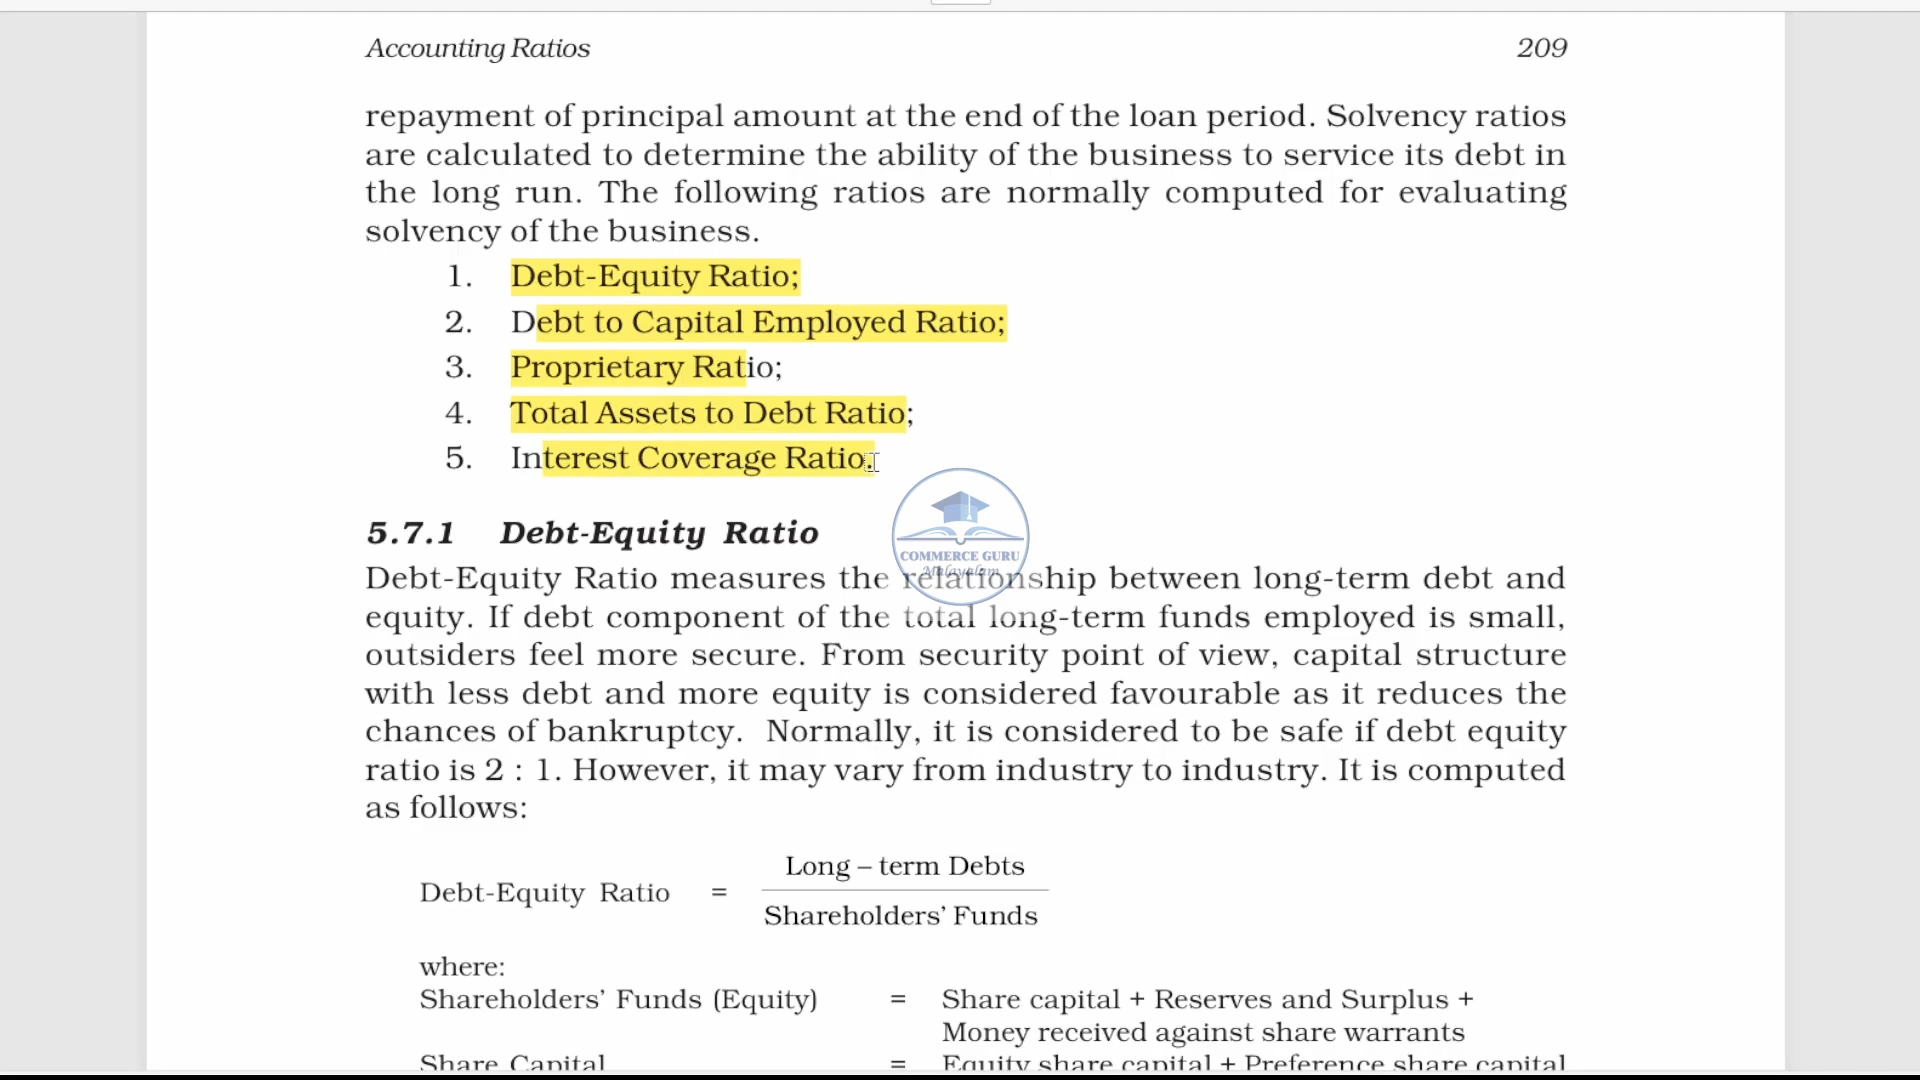 Accounting Ratios 209
repayment of principal amount at the end of the loan period. Solvency ratios
are calculated to determine the ability of the business to service its debt in
the long run. The following ratios are normally computed for evaluating
solvency of the business.
1. Debt-Equity Ratio;
2. Debt to Capital Employed Ratio;
3. Proprietary Ratio;
4. Total Assets to Debt Ratio;
5. Interest Coverage Ratio.
COMMERCE GURU
Malayalam
5.7.1 Debt-Equity Ratio
Debt-Equity Ratio measures the relationship between long-term debt and
equity. If debt component of the total long-term funds employed is small,
outsiders feel more secure. From security point of view, capital structure
with less debt and more equity is considered favourable as it reduces the
chances of bankruptcy. Normally, it is considered to be safe if debt equity
ratio is 2 : 1. However, it may vary from industry to industry. It is computed
as follows:
Long – term Debts
Debt-Equity Ratio =
Shareholders' Funds
where:
Shareholders' Funds (Equity) = Share capital + Reserves and Surplus +
Money received against share warrants
Share Capital = Equity share capital + Preference share capital